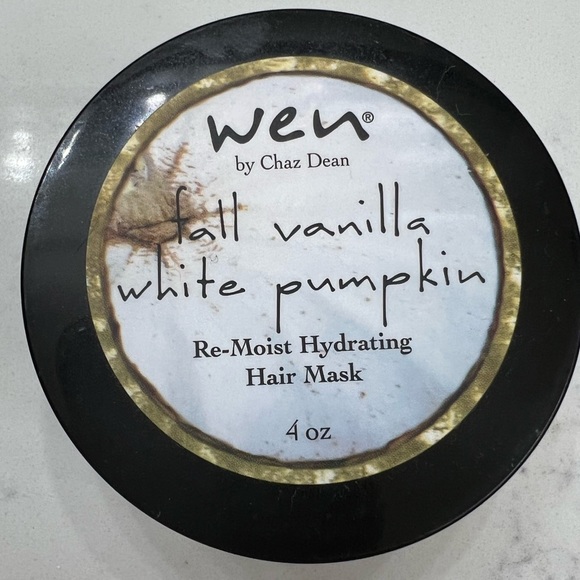 wen®
by Chaz Dean
fall vanilla
white pumpkin
Re-Moist Hydrating
Hair Mask
4 oz